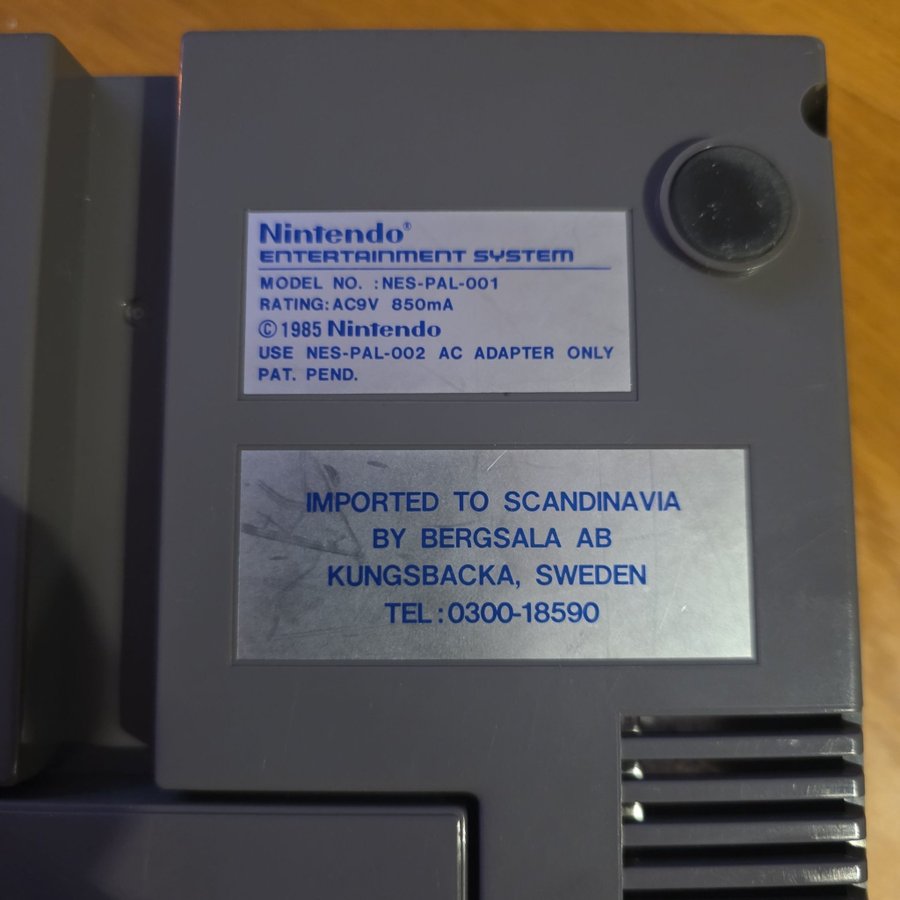 Nintendo®
ENTERTAINMENT SYSTEM
MODEL NO. :NES-PAL-001
RATING:AC9V 850mA
©1985 Nintendo
USE NES-PAL-002 AC ADAPTER ONLY
PAT. PEND.
IMPORTED TO SCANDINAVIA
BY BERGSALA AB
KUNGSBACKA, SWEDEN
TEL:0300-18590